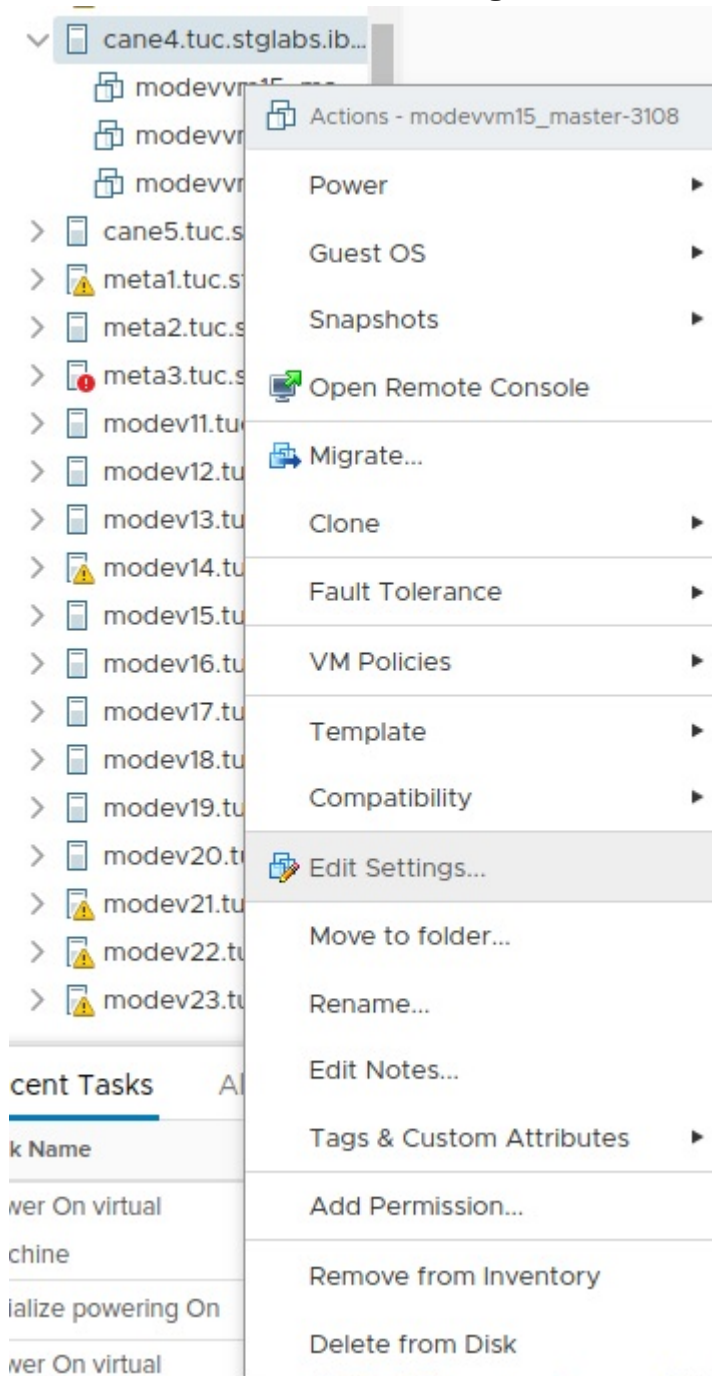 cane4.tuc.stglabs.ib...
modevvm15_ma
modevvr
modevvr
cane5.tuc.s
meta1.tuc.s
meta2.tuc.s
meta3.tuc.s
modev11.tu
modev12.tu
modev13.tu
modev14.tu
modev15.tu
modev16.tu
modev17.tu
modev18.tu
modev19.tu
modev20.t
modev21.tu
modev22.tu
modev23.tu
Actions - modevvm15_master-3108
Power
Guest OS
Snapshots
Open Remote Console
Migrate...
Clone
Fault Tolerance
VM Policies
Template
Compatibility
Edit Settings...
Move to folder...
Rename...
Edit Notes...
Tags & Custom Attributes
Add Permission...
Remove from Inventory
Delete from Disk
cent Tasks Al
k Name
wer On virtual
chine
ialize powering On
wer On virtual